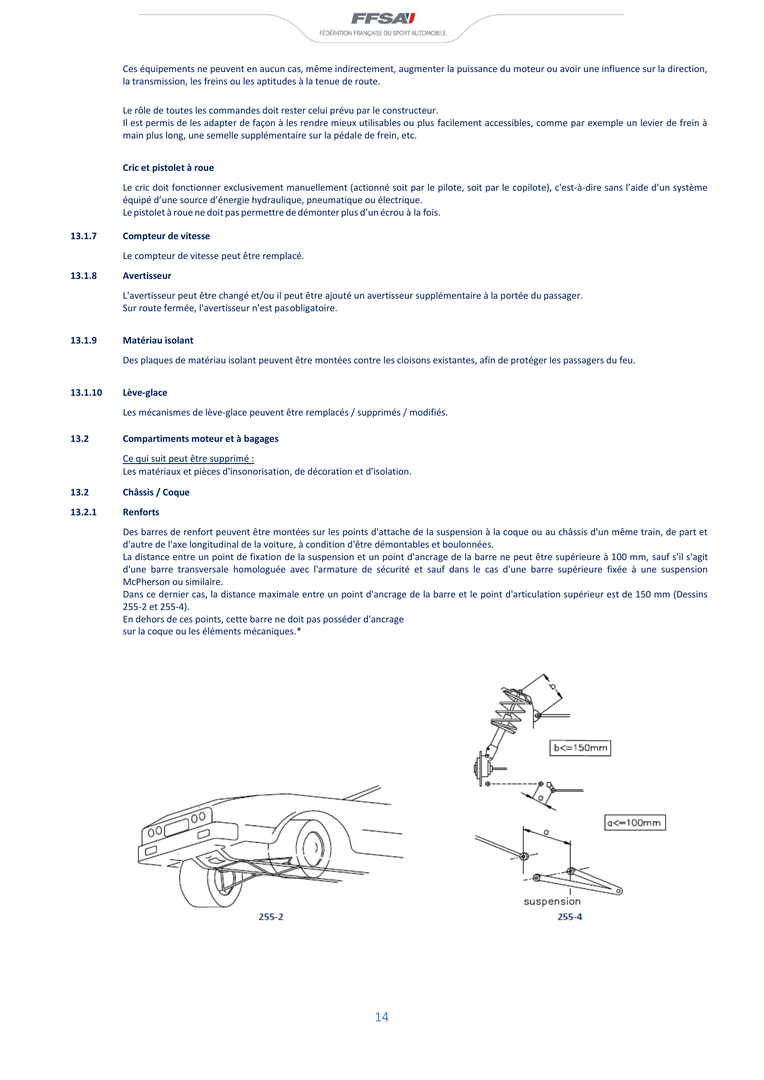 FFSA
FÉDÉRATION FRANÇAISE DU SPORT AUTOMOBILE
Ces équipements ne peuvent en aucun cas, même indirectement, augmenter la puissance du moteur ou avoir une influence sur la direction,
la transmission, les freins ou les aptitudes à la tenue de route.
Le rôle de toutes les commandes doit rester celui prévu par le constructeur.
Il est permis de les adapter de façon à les rendre mieux utilisables ou plus facilement accessibles, comme par exemple un levier de frein à
main plus long, une semelle supplémentaire sur la pédale de frein, etc.
Cric et pistolet à roue
Le cric doit fonctionner exclusivement manuellement (actionné soit par le pilote, soit par le copilote), c'est-à-dire sans l’aide d’un système
équipé d’une source d’énergie hydraulique, pneumatique ou électrique.
Le pistolet à roue ne doit pas permettre de démonter plus d’un écrou à la fois.
13.1.7 Compteur de vitesse
Le compteur de vitesse peut être remplacé.
13.1.8 Avertisseur
L'avertisseur peut être changé et/ou il peut être ajouté un avertisseur supplémentaire à la portée du passager.
Sur route fermée, l'avertisseur n'est pas obligatoire.
13.1.9 Matériau isolant
Des plaques de matériau isolant peuvent être montées contre les cloisons existantes, afin de protéger les passagers du feu.
13.1.10 Lève-glace
Les mécanismes de lève-glace peuvent être remplacés / supprimés / modifiés.
13.2 Compartiments moteur et à bagages
Ce qui suit peut être supprimé :
Les matériaux et pièces d'insonorisation, de décoration et d'isolation.
13.2 Châssis / Coque
13.2.1 Renforts
Des barres de renfort peuvent être montées sur les points d'attache de la suspension à la coque ou au châssis d'un même train, de part et
d'autre de l'axe longitudinal de la voiture, à condition d'être démontables et boulonnées.
La distance entre un point de fixation de la suspension et un point d'ancrage de la barre ne peut être supérieure à 100 mm, sauf s'il s'agit
d'une barre transversale homologuée avec l'armature de sécurité et sauf dans le cas d'une barre supérieure fixée à une suspension
McPherson ou similaire.
Dans ce dernier cas, la distance maximale entre un point d'ancrage de la barre et le point d'articulation supérieur est de 150 mm (Dessins
255-2 et 255-4).
En dehors de ces points, cette barre ne doit pas posséder d'ancrage
sur la coque ou les éléments mécaniques.*
b
b<=150mm
a
a<=100mm
a
suspension
255-2
255-4
14